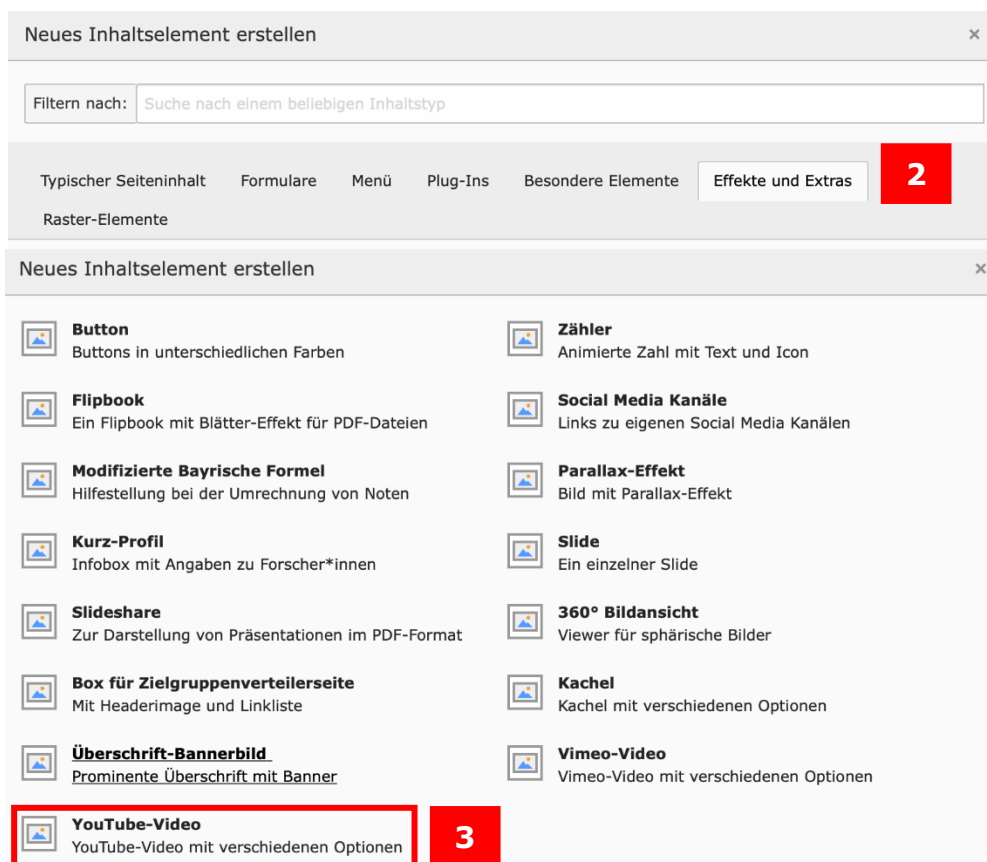 Neues Inhaltselement erstellen ×
Filtern nach: Suche nach einem beliebigen Inhaltstyp
Typischer Seiteninhalt Formulare Menü Plug-Ins Besondere Elemente Effekte und Extras 2
Raster-Elemente
Neues Inhaltselement erstellen ×
Button
Buttons in unterschiedlichen Farben
Zähler
Animierte Zahl mit Text und Icon
Flipbook
Ein Flipbook mit Blätter-Effekt für PDF-Dateien
Social Media Kanäle
Links zu eigenen Social Media Kanälen
Modifizierte Bayrische Formel
Hilfestellung bei der Umrechnung von Noten
Parallax-Effekt
Bild mit Parallax-Effekt
Kurz-Profil
Infobox mit Angaben zu Forscher*innen
Slide
Ein einzelner Slide
Slideshare
Zur Darstellung von Präsentationen im PDF-Format
360° Bildansicht
Viewer für sphärische Bilder
Box für Zielgruppenverteilerseite
Mit Headerimage und Linkliste
Kachel
Kachel mit verschiedenen Optionen
Überschrift-Bannerbild
Prominente Überschrift mit Banner
Vimeo-Video
Vimeo-Video mit verschiedenen Optionen
YouTube-Video
YouTube-Video mit verschiedenen Optionen
3